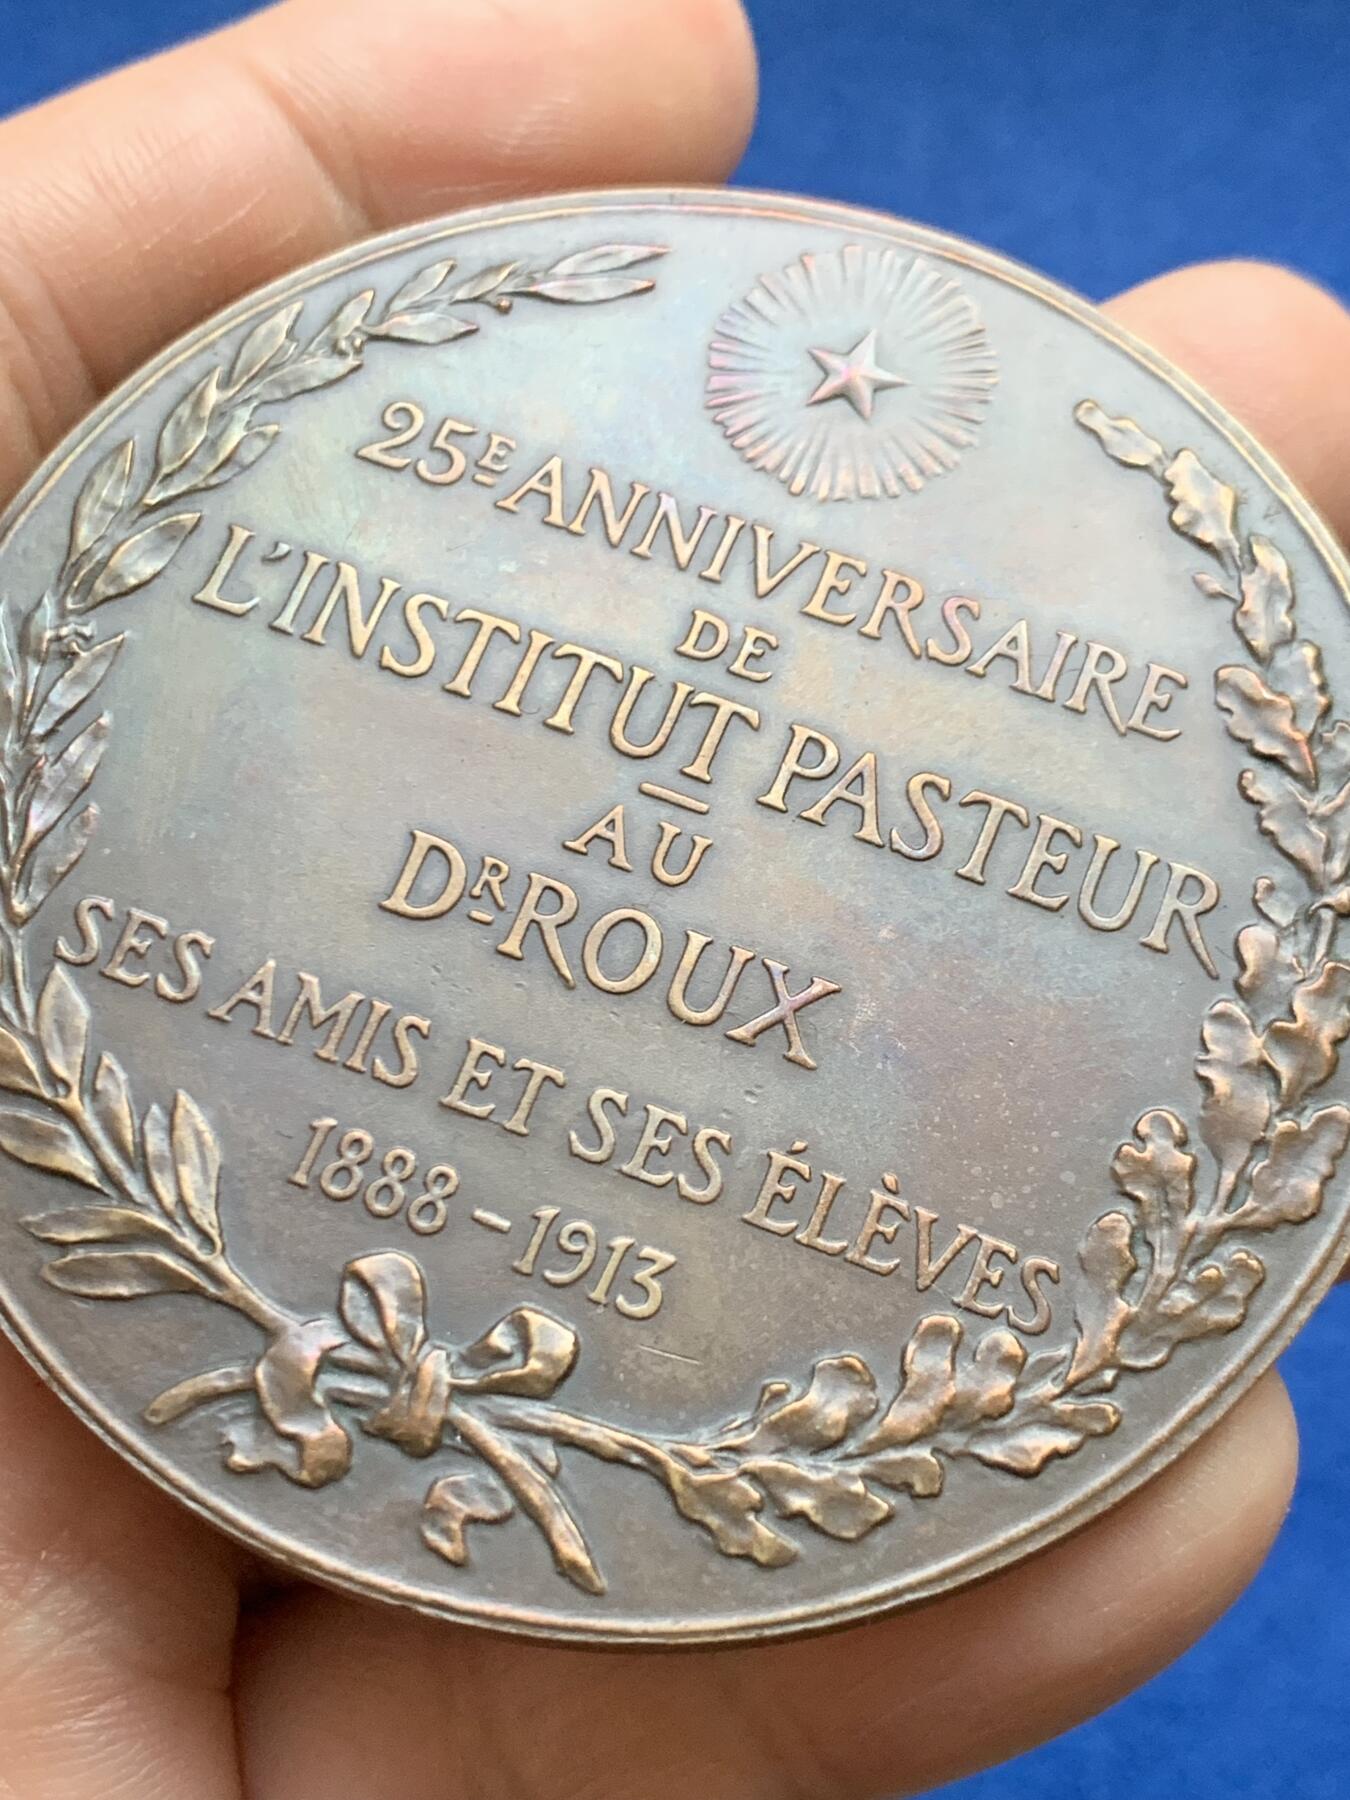 25E ANNIVERSAIRE
DE
L'INSTITUT PASTEUR
AU
DR ROUX
SES AMIS ET SES ÉLÈVES
1888-1913